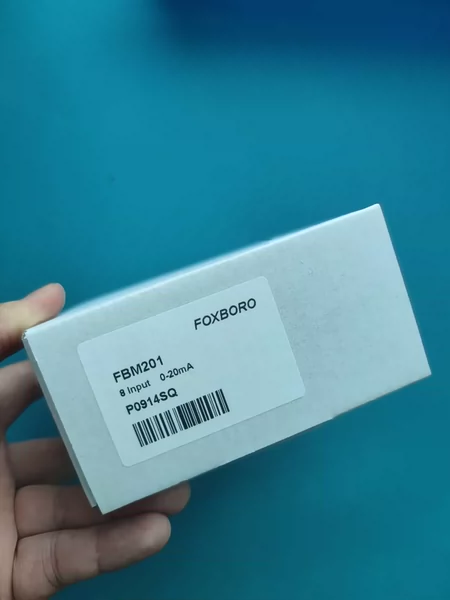 FOXBORO
FBM201
8 Input 0-20mA
P0914SQ